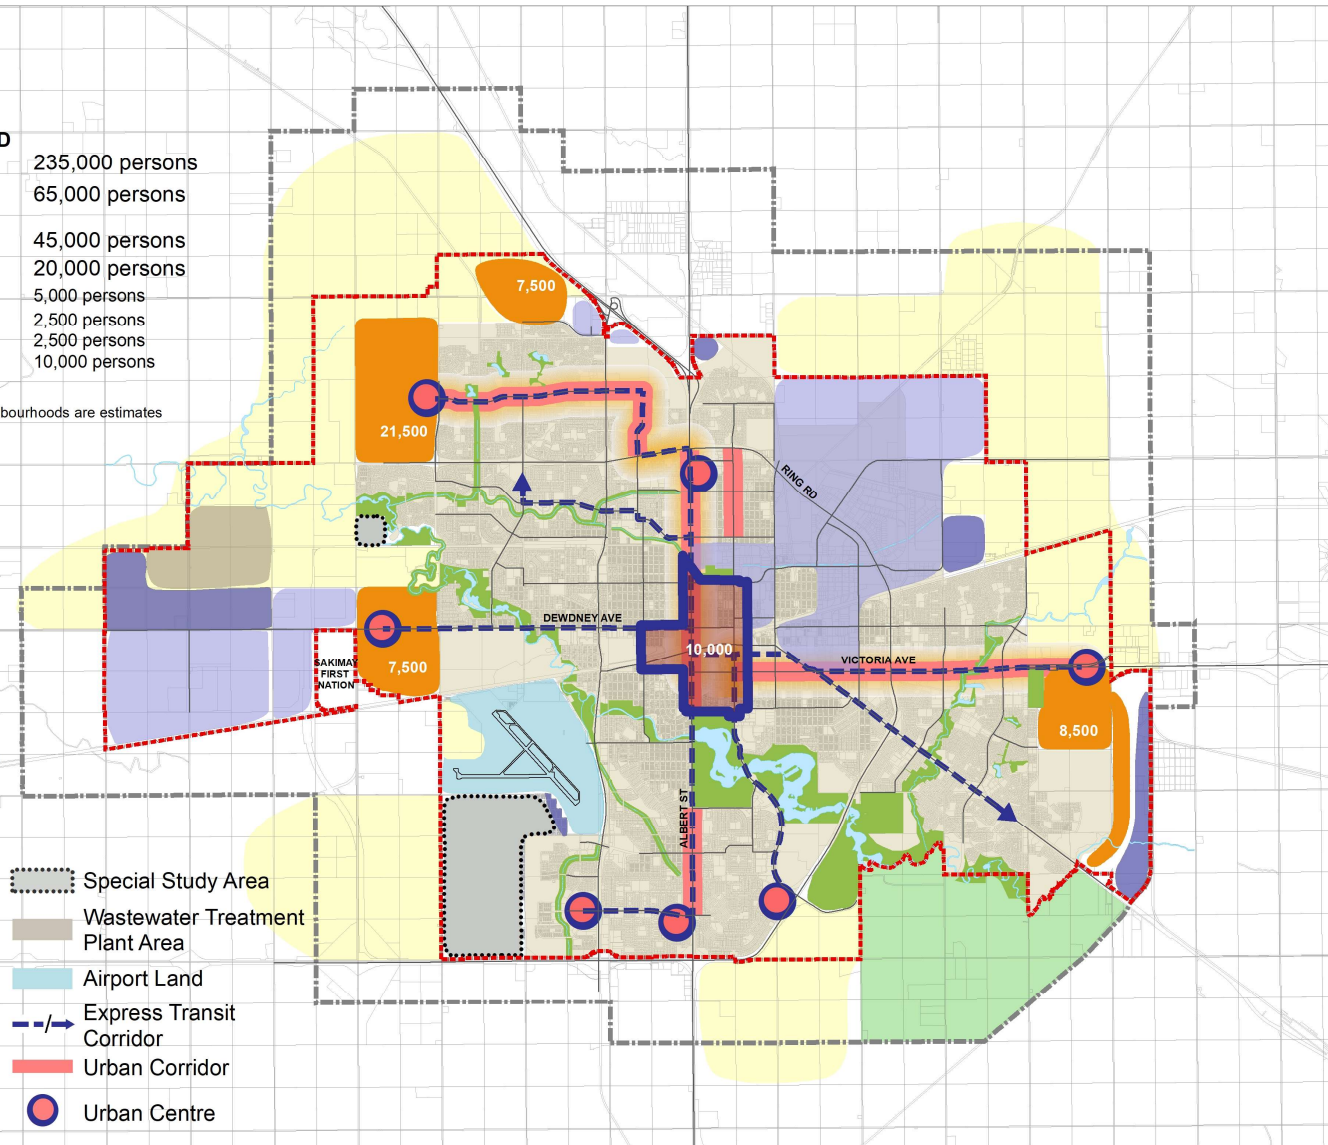 D
235,000 persons
65,000 persons
45,000 persons
20,000 persons
5,000 persons
2,500 persons
2,500 persons
10,000 persons
bourhoods are estimates
7,500
21,500
RING RD
DEWDNEY AVE
10,000
VICTORIA AVE
SAKIMAY
FIRST
NATION
7,500
8,500
ALBERT ST
Special Study Area
Wastewater Treatment
Plant Area
Airport Land
Express Transit
Corridor
Urban Corridor
Urban Centre